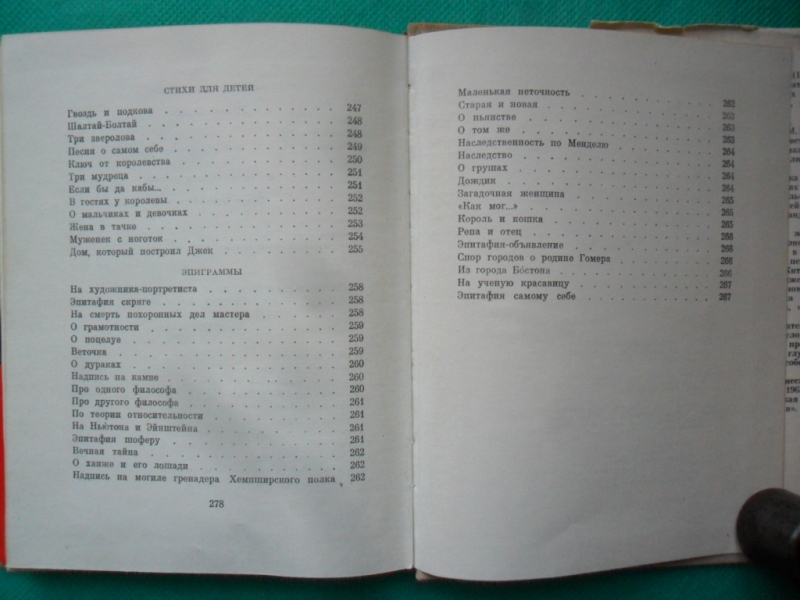 СТИХИ ДЛЯ ДЕТЕЙ
Гвоздь и подкова . . . . . . . . . . 247
Шалтай-Болтай . . . . . . . . . . 248
Три зверолова . . . . . . . . . . 248
Песня о самом себе . . . . . . . . . . 249
Ключ от королевства . . . . . . . . . . 250
Три мудреца . . . . . . . . . . 251
Если бы да кабы... . . . . . . . . . . 251
В гостях у королевы . . . . . . . . . . 252
О мальчиках и девочках . . . . . . . . . . 252
Жена в тачке . . . . . . . . . . 253
Муженек с ноготок . . . . . . . . . . 254
Дом, который построил Джек . . . . . . . . . . 255
ЭПИГРАММЫ
На художника-портретиста . . . . . . . . . . 258
Эпитафия скряге . . . . . . . . . . 258
На смерть похоронных дел мастера . . . . . . . . 258
О грамотности . . . . . . . . . . 259
О поцелуе . . . . . . . . . . 259
Веточка . . . . . . . . . . 259
О дураках . . . . . . . . . . 260
Надпись на камне . . . . . . . . . . 260
Про одного философа . . . . . . . . . . 260
Про другого философа . . . . . . . . . . 261
По теории относительности . . . . . . . . . . 261
На Ньютона и Эйнштейна . . . . . . . . . . 261
Эпитафия шоферу . . . . . . . . . . 261
Вечная тайна . . . . . . . . . . 262
О ханже и его лошади . . . . . . . . . . 262
Надпись на могиле гренадера Хемпширского полка . 262
278
Маленькая неточность . . . . . . . . . .
Старая и новая . . . . . . . . . . 262
О пьянстве . . . . . . . . . . 263
О том же . . . . . . . . . . 263
Наследственность по Менделю . . . . . . . . 263
Наследство . . . . . . . . . . 264
О грушах . . . . . . . . . . 264
Дождик . . . . . . . . . . 264
Загадочная женщина . . . . . . . . . . 264
«Как мог...» . . . . . . . . . . 265
Король и кошка . . . . . . . . . . 265
Репа и отец . . . . . . . . . . 265
Эпитафия-объявление . . . . . . . . . . 266
Спор городов о родине Гомера . . . . . . . . 266
Из города Бостона . . . . . . . . . . 266
На ученую красавицу . . . . . . . . . . 267
Эпитафия самому себе . . . . . . . . . . 267